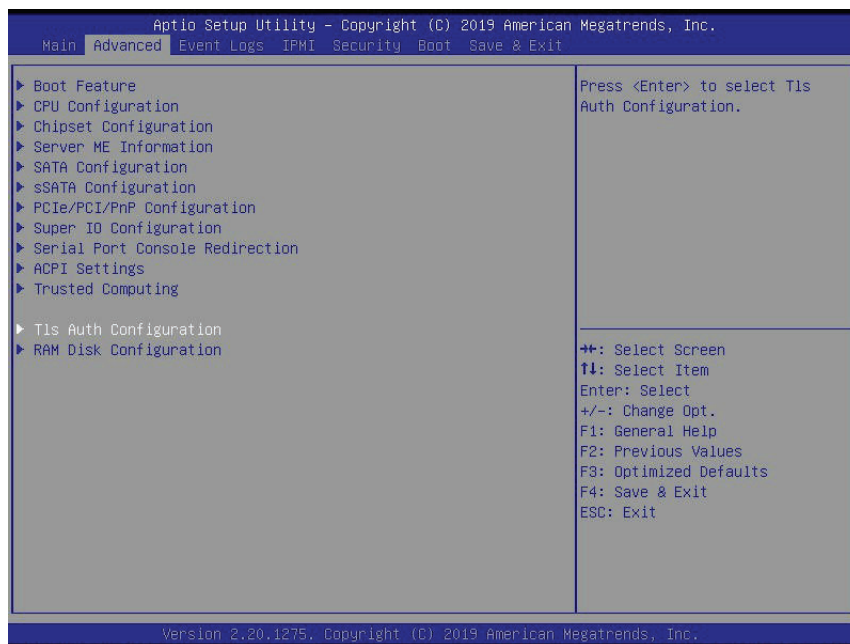 Aptio Setup Utility – Copyright (C) 2019 American Megatrends, Inc.
Main Advanced Event Logs IPMI Security Boot Save & Exit
▶ Boot Feature
▶ CPU Configuration
▶ Chipset Configuration
▶ Server ME Information
▶ SATA Configuration
▶ sSATA Configuration
▶ PCIe/PCI/PnP Configuration
▶ Super IO Configuration
▶ Serial Port Console Redirection
▶ ACPI Settings
▶ Trusted Computing
▶ Tls Auth Configuration
▶ RAM Disk Configuration
Press <Enter> to select Tls
Auth Configuration.
→←: Select Screen
↑↓: Select Item
Enter: Select
+/-: Change Opt.
F1: General Help
F2: Previous Values
F3: Optimized Defaults
F4: Save & Exit
ESC: Exit
Version 2.20.1275. Copyright (C) 2019 American Megatrends, Inc.